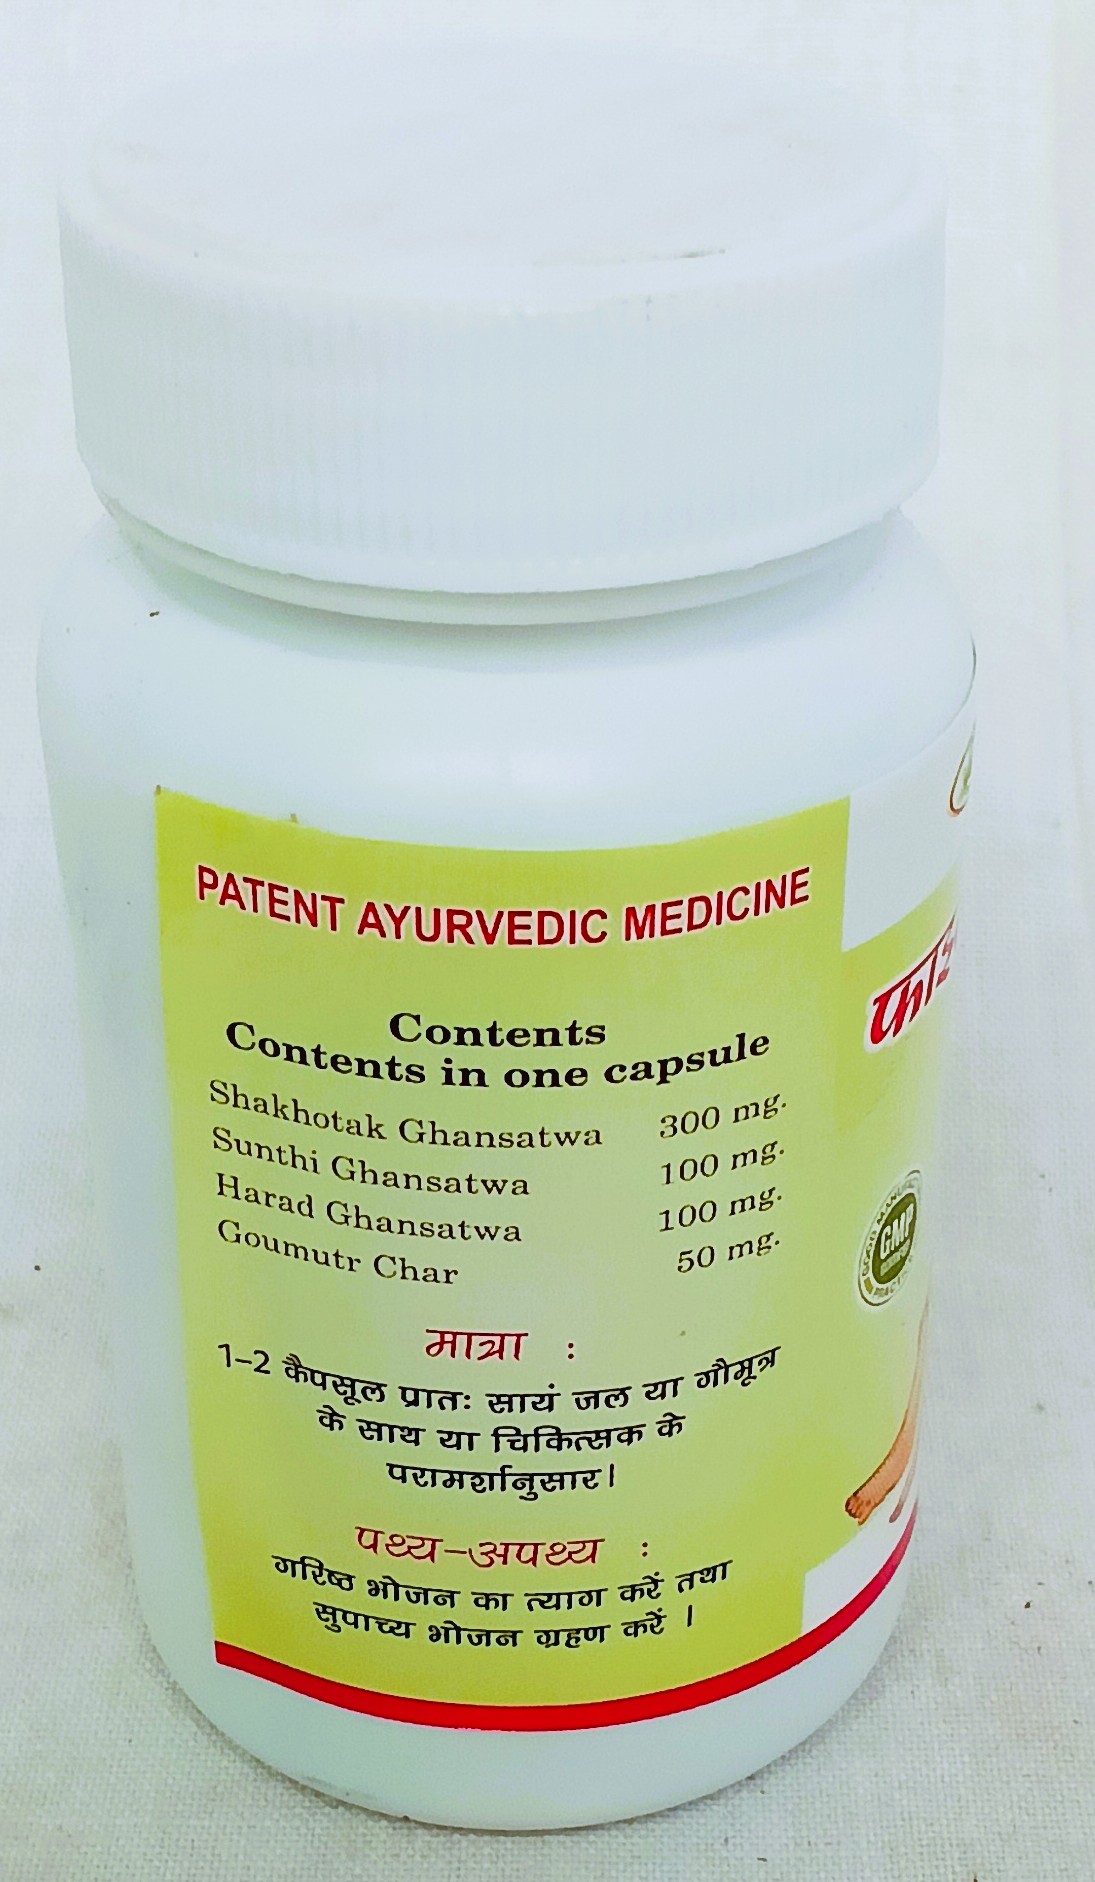 PATENT AYURVEDIC MEDICINE
Contents
Contents in one capsule
Shakhotak Ghansatwa 300 mg.
Sunthi Ghansatwa 100 mg.
Harad Ghansatwa 100 mg.
Goumutr Char 50 mg.
मात्रा :
1-2 कैपसूल प्रातः सायं जल या गौमूत्र
के साथ या चिकित्सक के
परामर्शानुसार।
पथ्य-अपथ्य :
गरिष्ठ भोजन का त्याग करें तथा
सुपाच्य भोजन ग्रहण करें ।
GMP